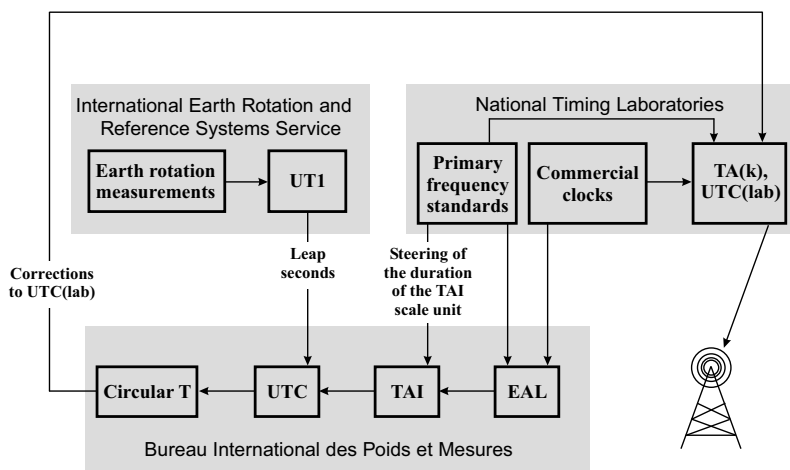 International Earth Rotation and
Reference Systems Service
National Timing Laboratories
Earth rotation
measurements
UT1
Primary
frequency
standards
Commercial
clocks
TA(k),
UTC(lab)
Corrections
to UTC(lab)
Leap
seconds
Steering of
the duration
of the TAI
scale unit
Circular T
UTC
TAI
EAL
Bureau International des Poids et Mesures